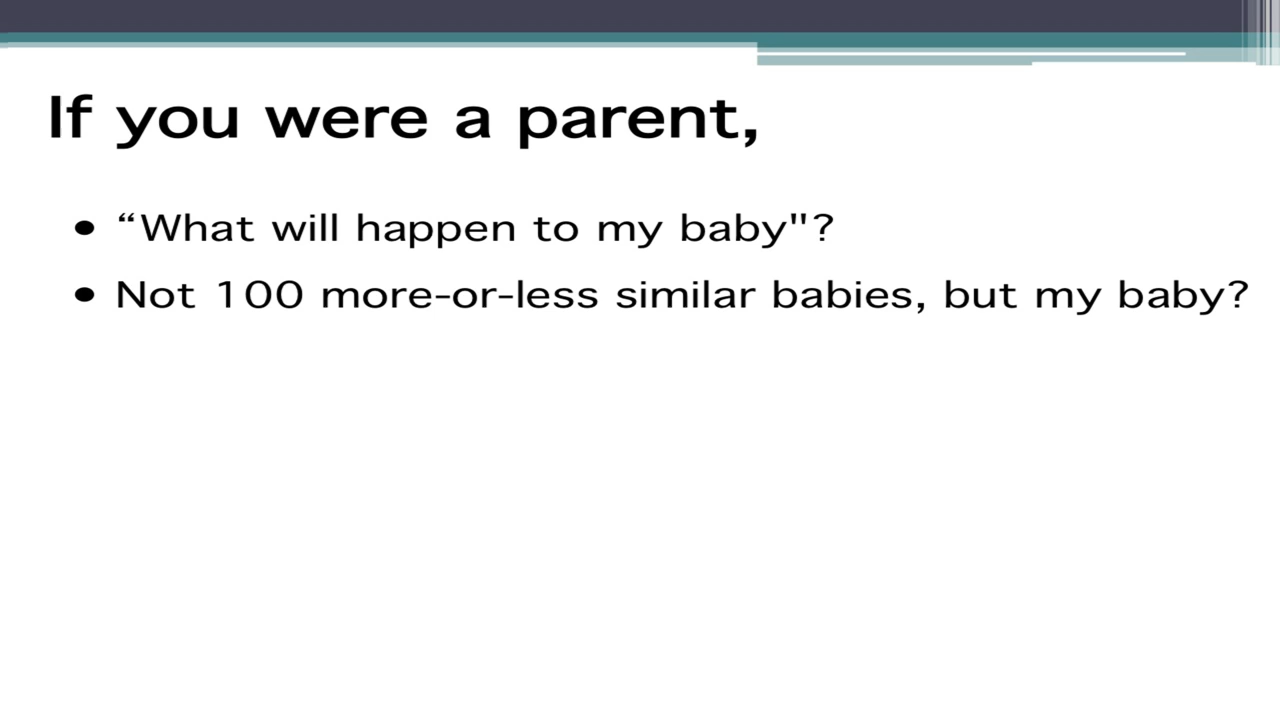 If you were a parent,
• “What will happen to my baby"?
• Not 100 more-or-less similar babies, but my baby?